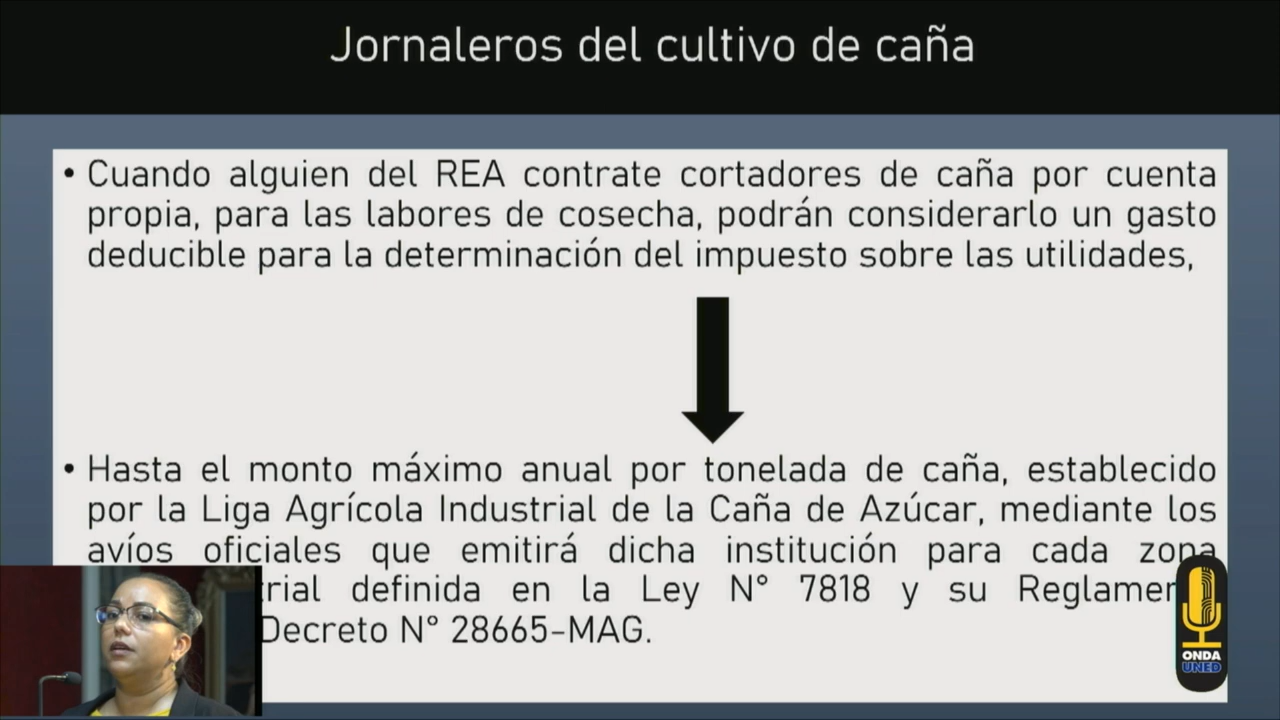 Jornaleros del cultivo de caña
• Cuando alguien del REA contrate cortadores de caña por cuenta
propia, para las labores de cosecha, podrán considerarlo un gasto
deducible para la determinación del impuesto sobre las utilidades,
• Hasta el monto máximo anual por tonelada de caña, establecido
por la Liga Agrícola Industrial de la Caña de Azúcar, mediante los
avíos oficiales que emitirá dicha institución para cada zona
definida en la Ley N° 7818 y su
Decreto N° 28665-MAG.
ONDA
UNED